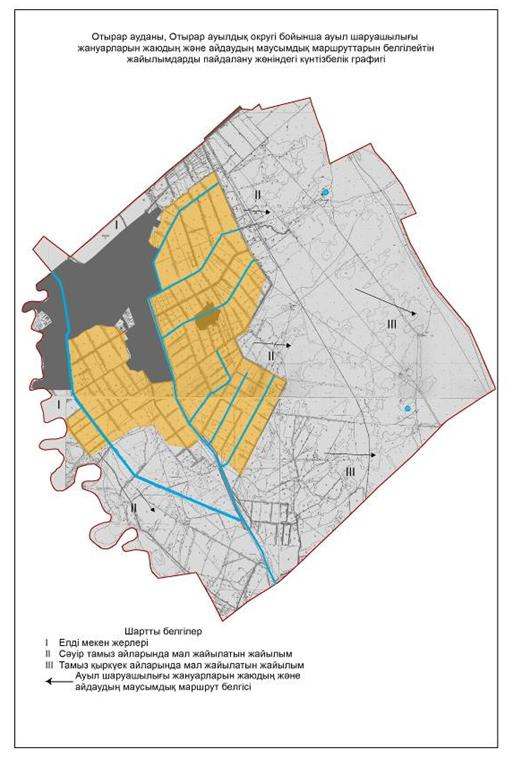 Отырар ауданы, Отырар ауылдық округі бойынша ауыл шаруашылығы
жануарларын жаюдың және айдаудың маусымдық маршруттарын белгілейтін
жайылымдарды пайдалану жөніндегі күнтізбелік графигі
II
I
III
II
I
III
II
Шартты белгілер
I Елді мекен жерлері
II Сәуір тамыз айларында мал жайылатын жайылым
III Тамыз қыркүек айларында мал жайылатын жайылым
Ауыл шаруашылығы жануарларын жаюдың және
айдаудың маусымдық маршрут белгісі